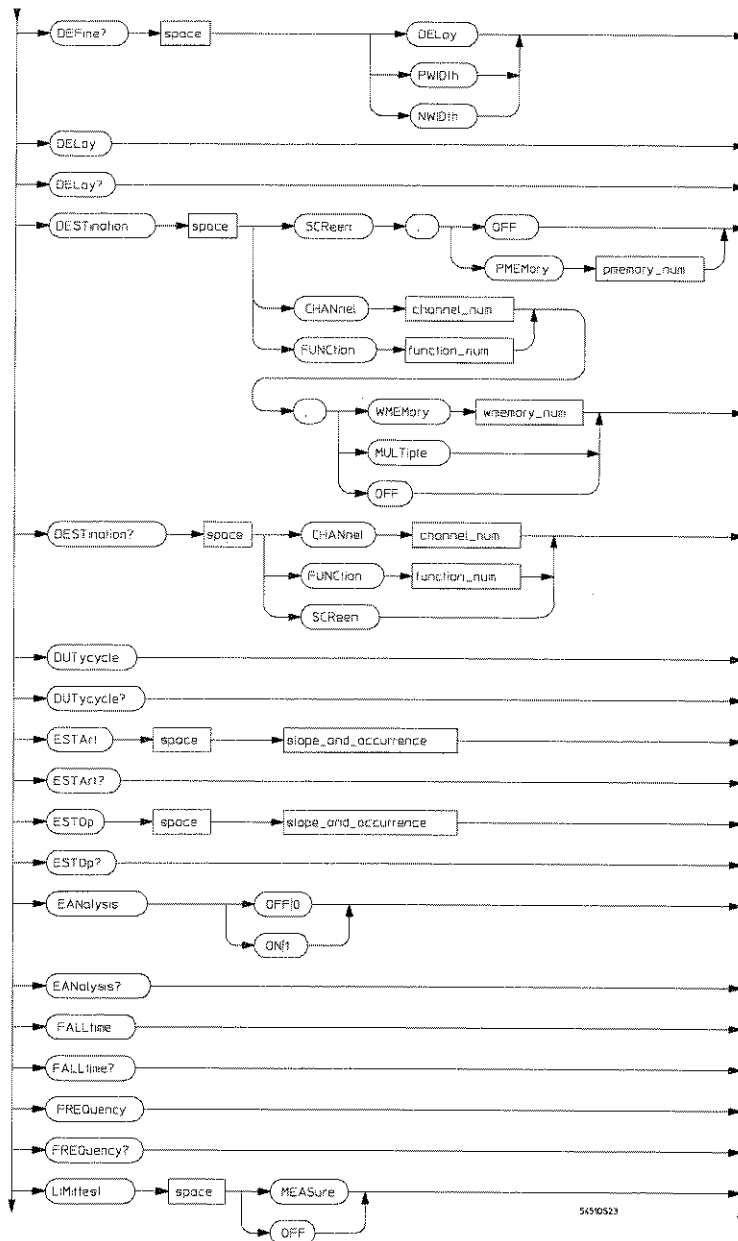 DEFine? space DELay
PWIDth
NWIDth
DELay
DELay?
DESTination space SCReen , OFF
PMEMory pmemory_num
CHANnel channel_num
FUNCtion function_num
, WMEMory wmemory_num
MULTiple
OFF
DESTination? space CHANnel channel_num
FUNCtion function_num
SCReen
DUTycycle
DUTycycle?
ESTArt space slope_and_occurrence
ESTArt?
ESTOp space slope_and_occurrence
ESTOp?
EANalysis OFF|0
ON|1
EANalysis?
FALLtime
FALLtime?
FREQuency
FREQuency?
LIMittest space MEASure
OFF
54510S23